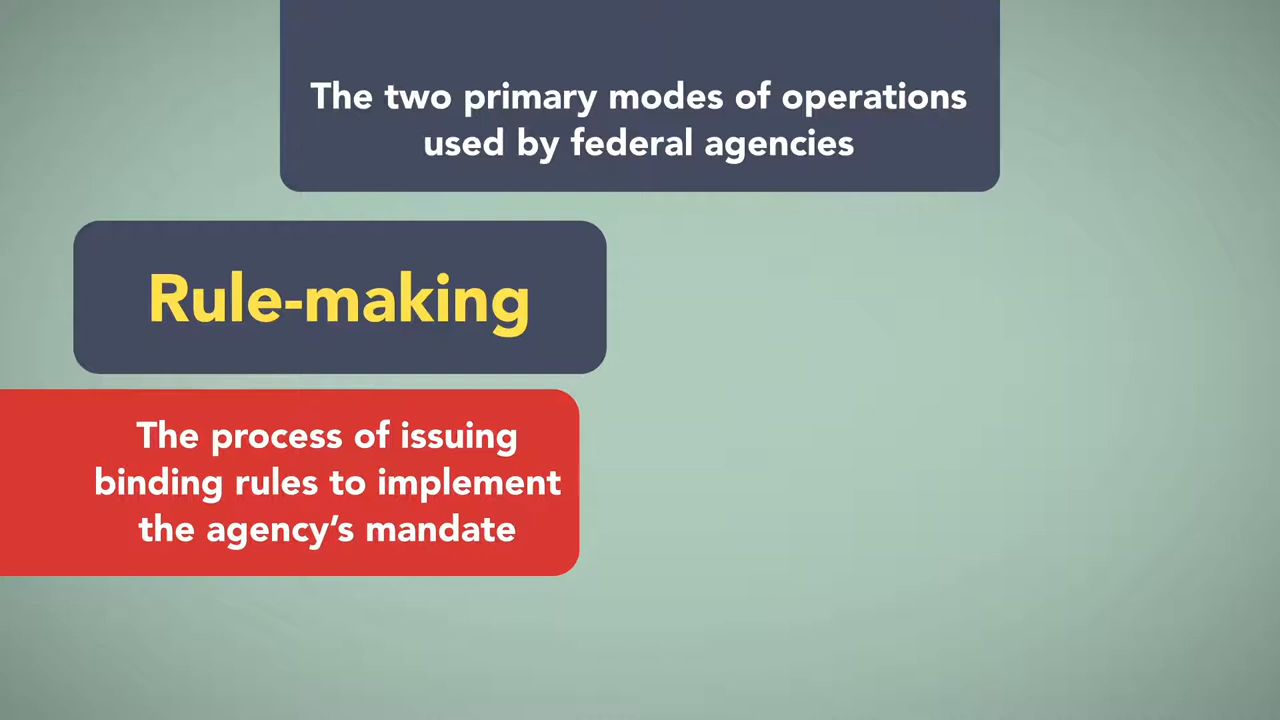 The two primary modes of operations
used by federal agencies
Rule-making
The process of issuing
binding rules to implement
the agency’s mandate